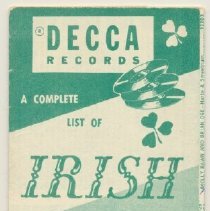 ® DECCA
RECORDS
A COMPLETE
LIST OF
IRISH